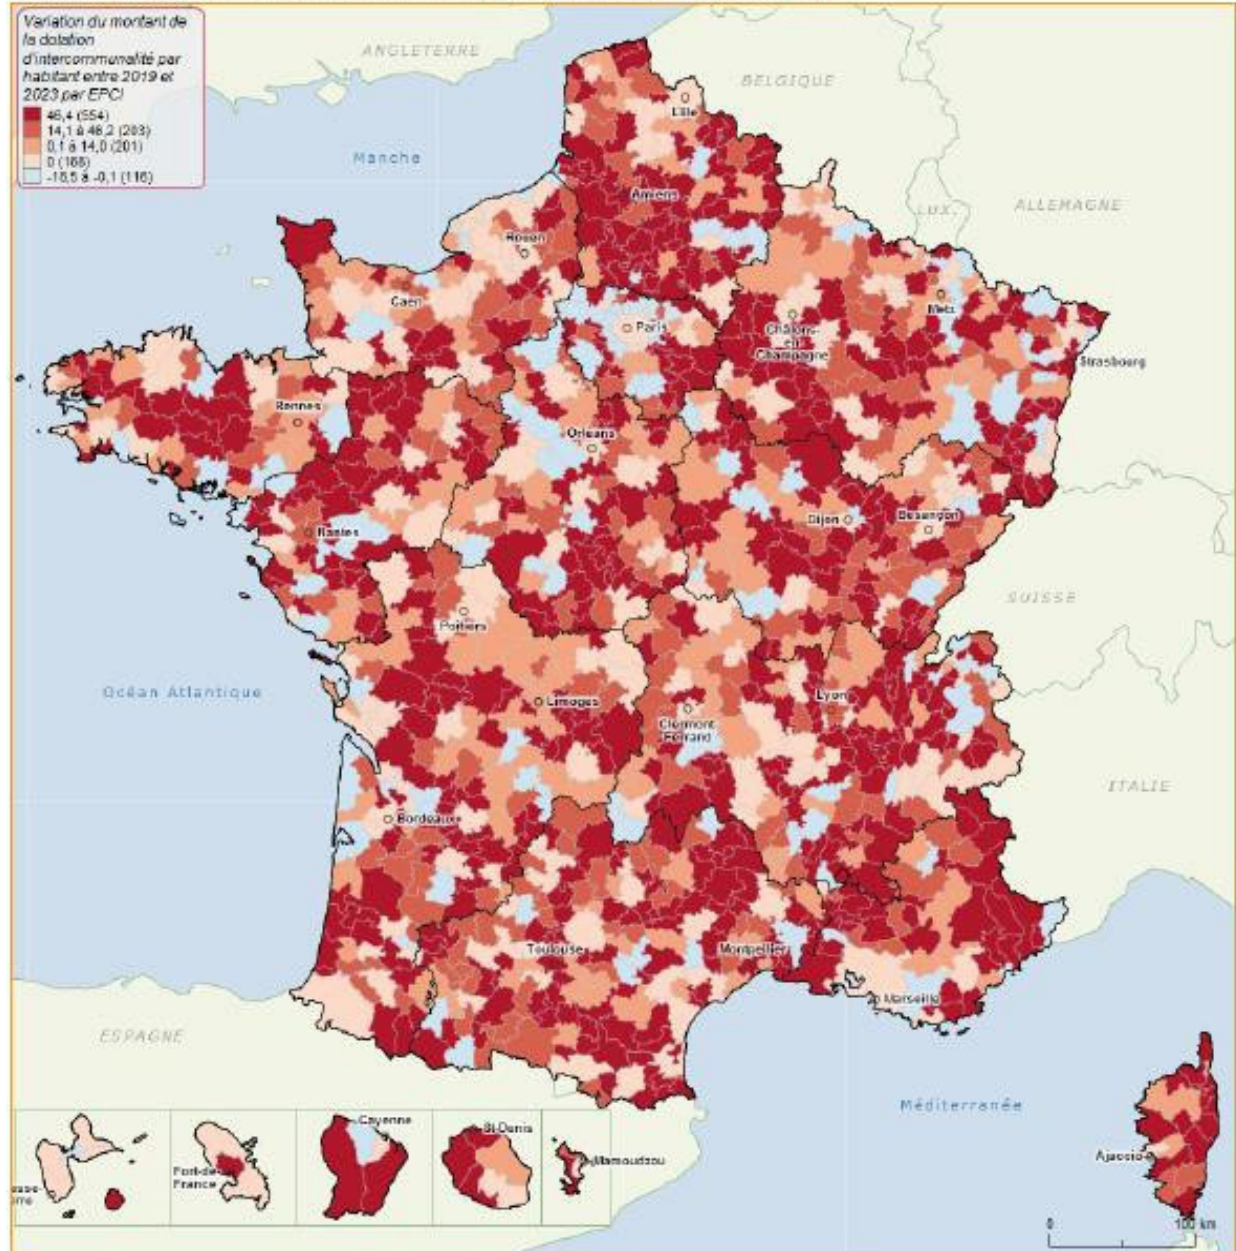 Variation du montant de
la dotation
d'intercommunalité par
habitant entre 2019 et
2023 par EPCI
46,4 (554)
14,1 à 46,2 (203)
0,1 à 14,0 (201)
0 (168)
-16,5 à -0,1 (116)
ANGLETERRE
BELGIQUE
Lille
Manche
Amiens
LUX.
ALLEMAGNE
Rouen
Caen
Metz
Paris
Châlons-
en
Champagne
Strasbourg
Rennes
Orléans
Nantes
Dijon
Besançon
SUISSE
Poitiers
Océan Atlantique
Limoges
Lyon
Clermont
Ferrand
ITALIE
Bordeaux
Toulouse
Montpellier
Marseille
ESPAGNE
Méditerranée
Cayenne
St-Denis
Mamoudzou
Fort-de-
France
Ajaccio
0 100 km